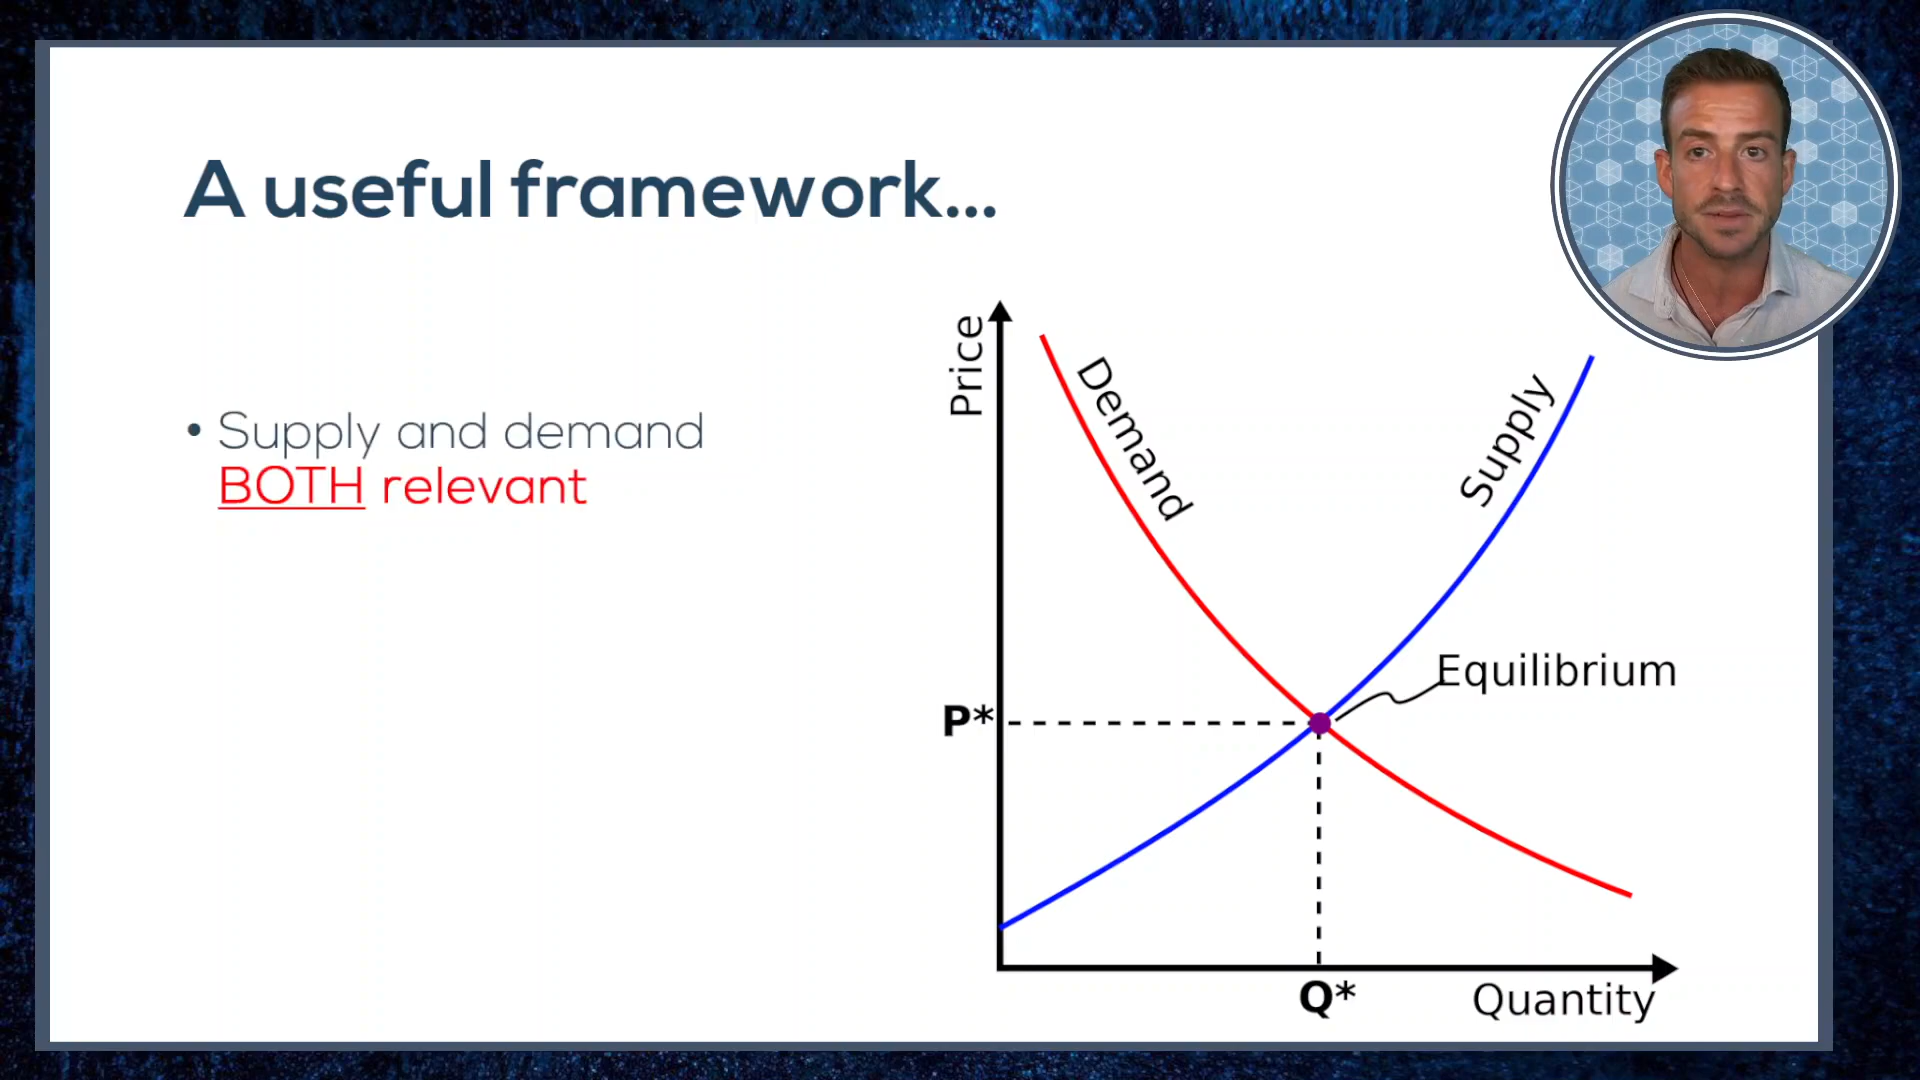 A useful framework...
• Supply and demand
BOTH relevant
Price
Demand
Supply
Equilibrium
P*
Q*
Quantity